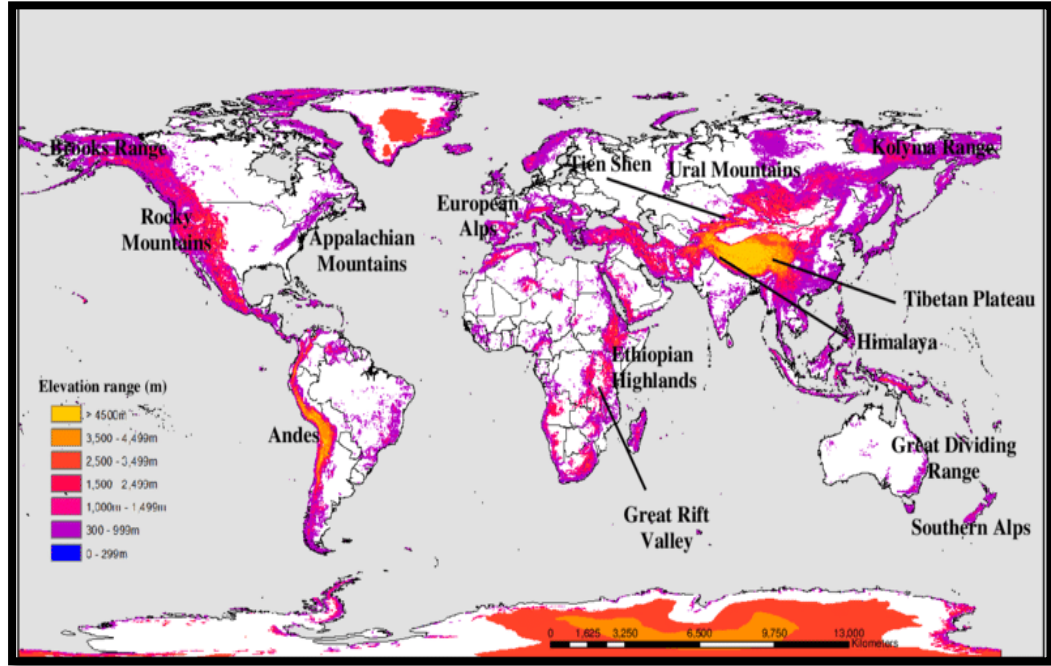 Brooks Range
Tien Shen
Ural Mountains
Kolyma Range
Rocky
Mountains
Appalachian
Mountains
European
Alps
Tibetan Plateau
Himalaya
Ethiopian
Highlands
Elevation range (m)
> 4500m
3,500 - 4,499m
2,500 - 3,499m
1,500 - 2,499m
1,000m - 1,499m
300 - 999m
0 - 299m
Andes
Great Dividing
Range
Great Rift
Valley
Southern Alps
0 1,625 3,250 6,500 9,750 13,000
Kilometers